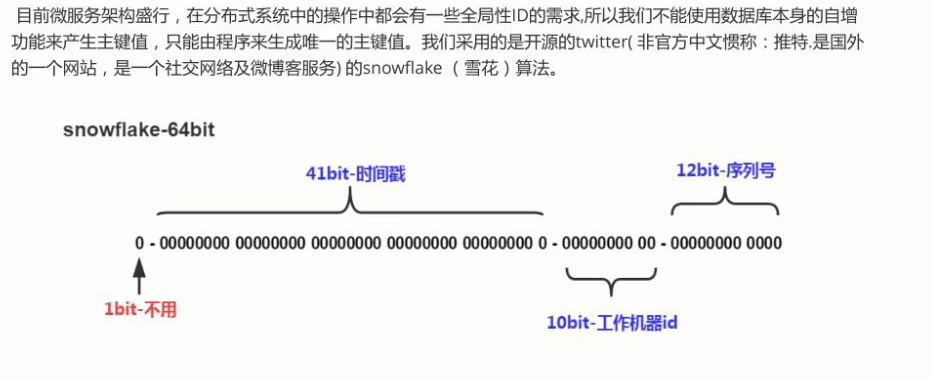 目前微服务架构盛行，在分布式系统中的操作中都会有一些全局性ID的需求,所以我们不能使用数据库本身的自增
功能来产生主键值，只能由程序来生成唯一的主键值。我们采用的是开源的twitter( 非官方中文惯称：推特.是国外
的一个网站，是一个社交网络及微博客服务) 的snowflake （雪花）算法。
snowflake-64bit
41bit-时间戳
12bit-序列号
0 - 00000000 00000000 00000000 00000000 00000000 0 - 00000000 00 - 00000000 0000
1bit-不用
10bit-工作机器id